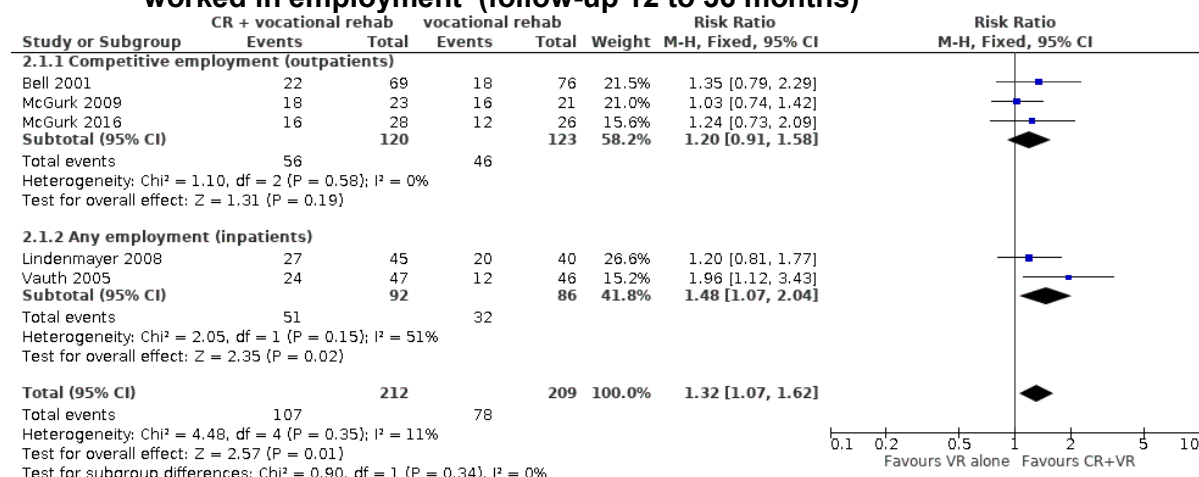 worked in employment (follow-up 12 to 36 months)
CR + vocational rehab vocational rehab Risk Ratio Risk Ratio
Study or Subgroup Events Total Events Total Weight M-H, Fixed, 95% CI M-H, Fixed, 95% CI
2.1.1 Competitive employment (outpatients)
Bell 2001 22 69 18 76 21.5% 1.35 [0.79, 2.29]
McGurk 2009 18 23 16 21 21.0% 1.03 [0.74, 1.42]
McGurk 2016 16 28 12 26 15.6% 1.24 [0.73, 2.09]
Subtotal (95% CI) 120 123 58.2% 1.20 [0.91, 1.58]
Total events 56 46
Heterogeneity: Chi² = 1.10, df = 2 (P = 0.58); I² = 0%
Test for overall effect: Z = 1.31 (P = 0.19)
2.1.2 Any employment (inpatients)
Lindenmayer 2008 27 45 20 40 26.6% 1.20 [0.81, 1.77]
Vauth 2005 24 47 12 46 15.2% 1.96 [1.12, 3.43]
Subtotal (95% CI) 92 86 41.8% 1.48 [1.07, 2.04]
Total events 51 32
Heterogeneity: Chi² = 2.05, df = 1 (P = 0.15); I² = 51%
Test for overall effect: Z = 2.35 (P = 0.02)
Total (95% CI) 212 209 100.0% 1.32 [1.07, 1.62]
Total events 107 78
Heterogeneity: Chi² = 4.48, df = 4 (P = 0.35); I² = 11%
Test for overall effect: Z = 2.57 (P = 0.01)
Test for subgroup differences: Chi² = 0.90, df = 1 (P = 0.34), I² = 0%
0.1 0.2 0.5 1 2 5 10
Favours VR alone Favours CR+VR